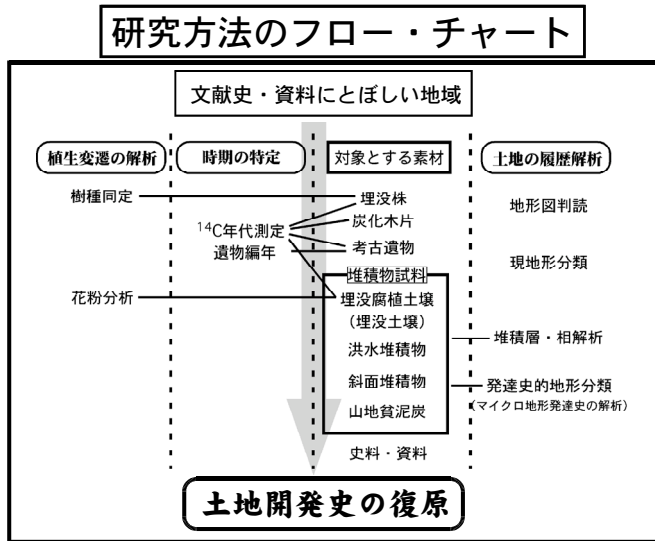 研究方法のフロー・チャート
文献史・資料にとぼしい地域
植生変遷の解析
時期の特定
対象とする素材
土地の履歴解析
樹種同定
埋没株
地形図判読
炭化木片
¹⁴C年代測定
遺物編年
考古遺物
現地形分類
堆積物試料
花粉分析
埋没腐植土壌
(埋没土壌)
堆積層・相解析
洪水堆積物
斜面堆積物
発達史的地形分類
(マイクロ地形発達史の解析)
山地貧泥炭
史料・資料
土地開発史の復原